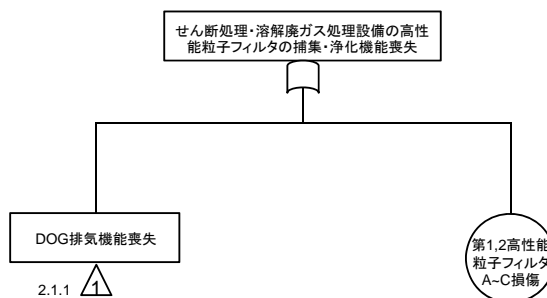 せん断処理・溶解廃ガス処理設備の高性
能粒子フィルタの捕集・浄化機能喪失
DOG排気機能喪失
2.1.1
1
第1,2高性能
粒子フィルタ
A~C損傷